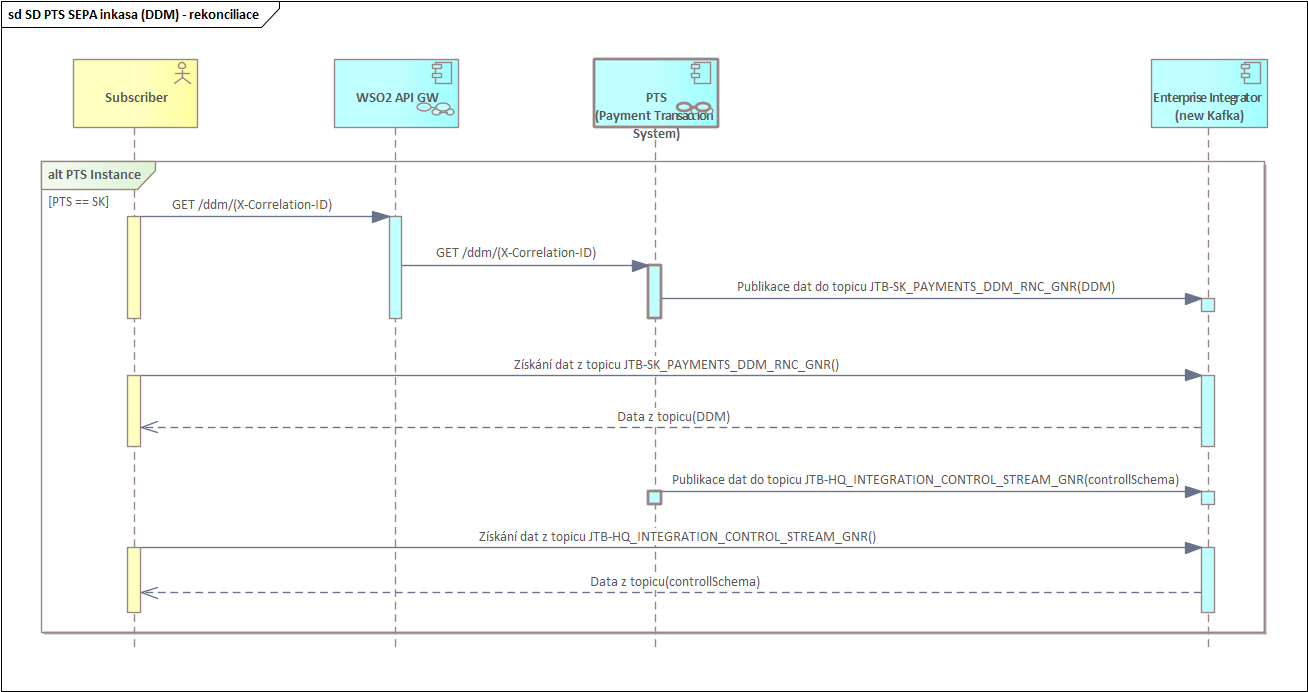 sd SD PTS SEPA inkasa (DDM) - rekonciliace
Subscriber
WSO2 API GW
PTS
(Payment Transaction
System)
Enterprise Integrator
(new Kafka)
alt PTS Instance
[PTS == SK]
GET /ddm/(X-Correlation-ID)
GET /ddm/(X-Correlation-ID)
Publikace dat do topicu JTB-SK_PAYMENTS_DDM_RNC_GNR(DDM)
Získání dat z topicu JTB-SK_PAYMENTS_DDM_RNC_GNR()
Data z topicu(DDM)
Publikace dat do topicu JTB-HQ_INTEGRATION_CONTROL_STREAM_GNR(controllSchema)
Získání dat z topicu JTB-HQ_INTEGRATION_CONTROL_STREAM_GNR()
Data z topicu(controllSchema)